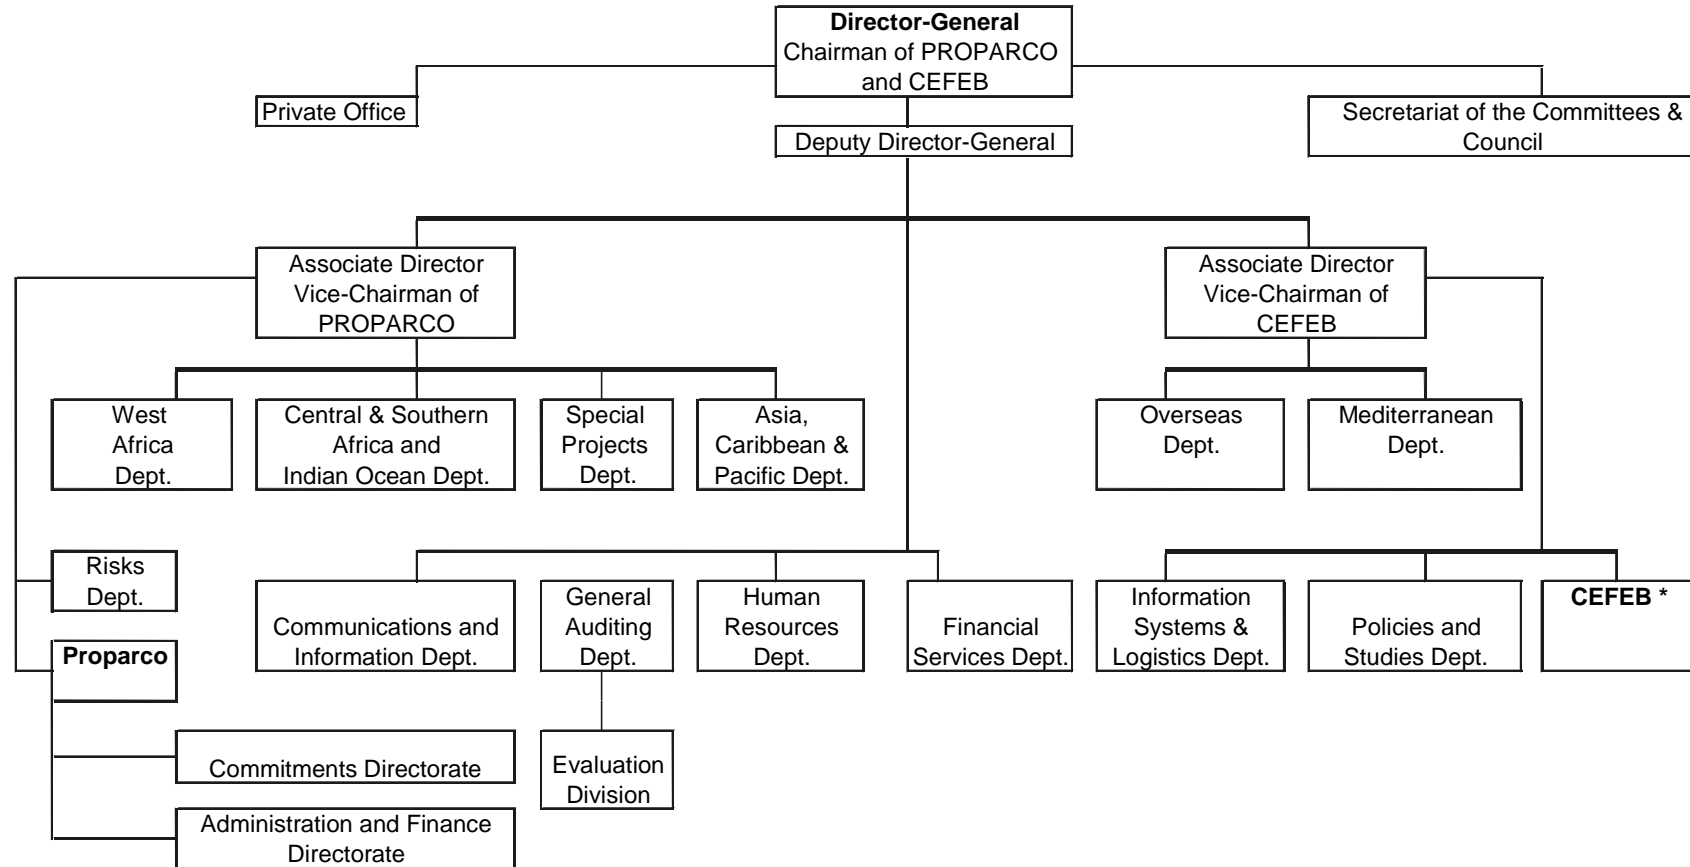 Director-General
Chairman of PROPARCO
and CEFEB
Private Office
Secretariat of the Committees &
Council
Deputy Director-General
Associate Director
Vice-Chairman of
PROPARCO
Associate Director
Vice-Chairman of
CEFEB
West
Africa
Dept.
Central & Southern
Africa and
Indian Ocean Dept.
Special
Projects
Dept.
Asia,
Caribbean &
Pacific Dept.
Overseas
Dept.
Mediterranean
Dept.
Risks
Dept.
Proparco
Communications and
Information Dept.
General
Auditing
Dept.
Human
Resources
Dept.
Financial
Services Dept.
Information
Systems &
Logistics Dept.
Policies and
Studies Dept.
CEFEB *
Commitments Directorate
Evaluation
Division
Administration and Finance
Directorate